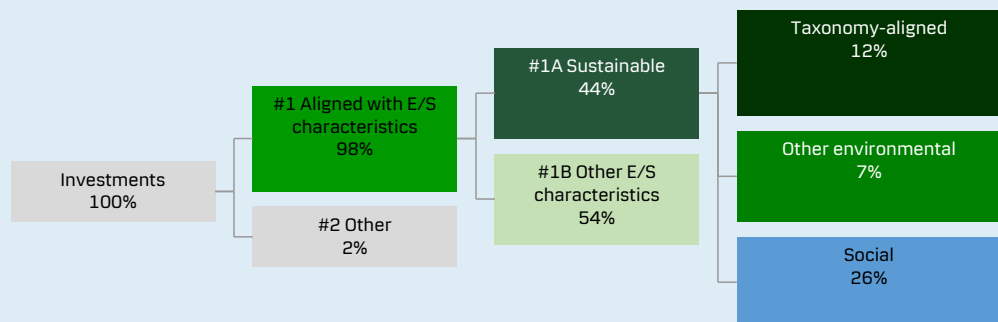 Investments
100%
#1 Aligned with E/S
characteristics
98%
#2 Other
2%
#1A Sustainable
44%
#1B Other E/S
characteristics
54%
Taxonomy-aligned
12%
Other environmental
7%
Social
26%